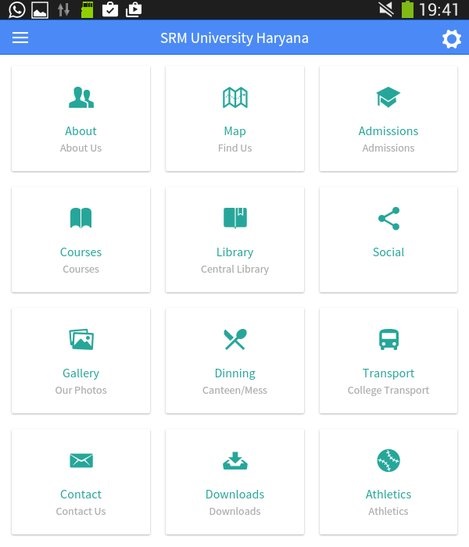 19:41
SRM University Haryana
About
About Us
Map
Find Us
Admissions
Admissions
Courses
Courses
Library
Central Library
Social
Gallery
Our Photos
Dinning
Canteen/Mess
Transport
College Transport
Contact
Contact Us
Downloads
Downloads
Athletics
Athletics